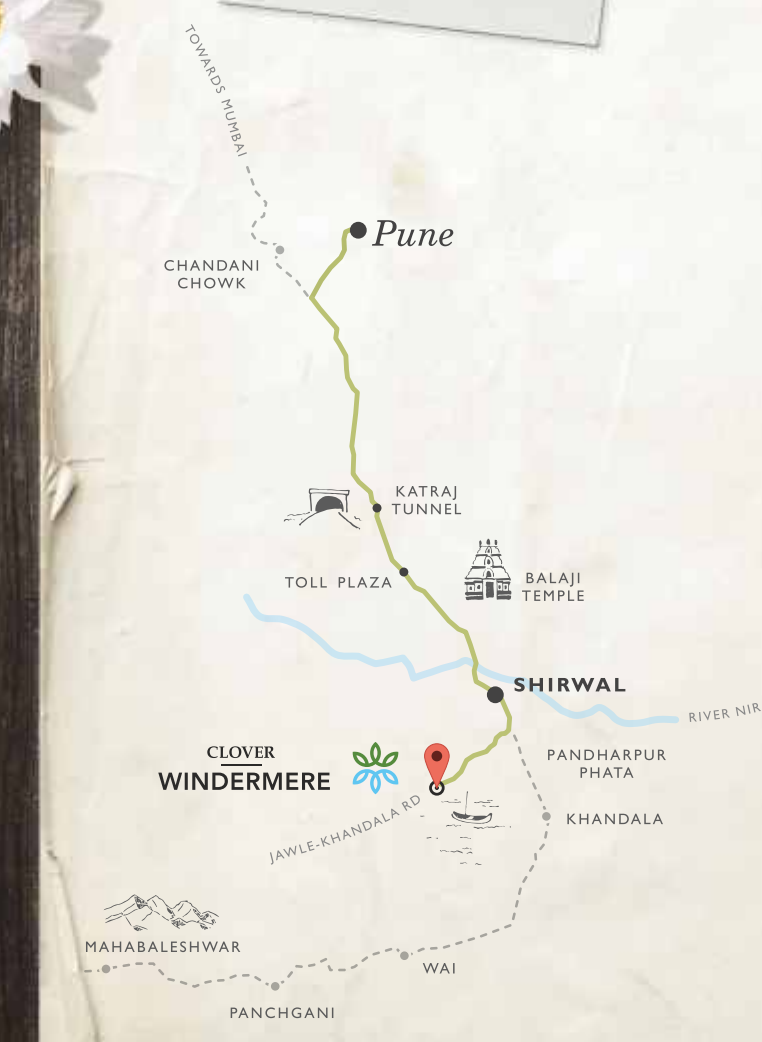 TOWARDS MUMBAI
Pune
CHANDANI
CHOWK
KATRAJ
TUNNEL
TOLL PLAZA
BALAJI
TEMPLE
SHIRWAL
RIVER NIR
CLOVER
WINDERMERE
PANDHARPUR
PHATA
JAWLE-KHANDALA RD
KHANDALA
MAHABALESHWAR
WAI
PANCHGANI